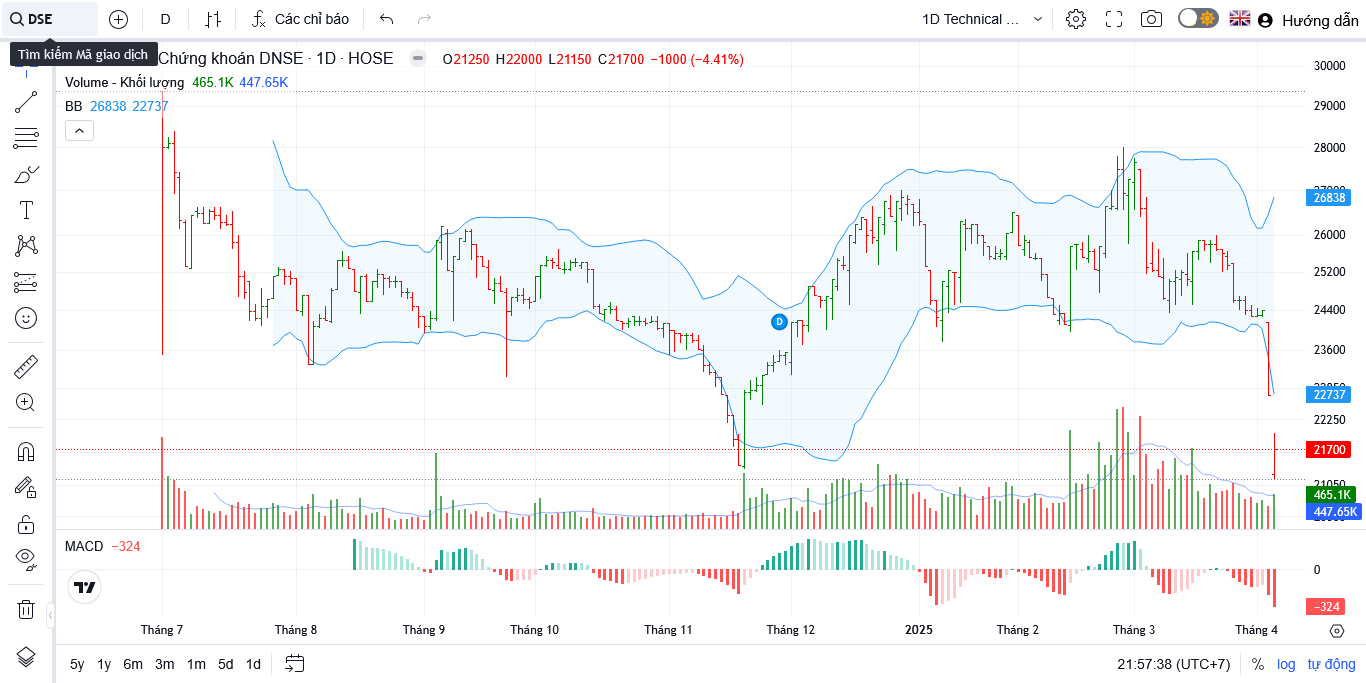 DSE
D
Các chỉ báo
1D Technical ...
Hướng dẫn
Tìm kiếm Mã giao dịch
Chứng khoán DNSE · 1D · HOSE
O21250 H22000 L21150 C21700 −1000 (−4.41%)
Volume - Khối lượng 465.1K 447.65K
BB 26838 22737
30000
29000
28000
26838
26000
25200
24400
23600
22737
22250
21700
465.1K
447.65K
D
MACD −324
0
−324
Tháng 7
Tháng 8
Tháng 9
Tháng 10
Tháng 11
Tháng 12
2025
Tháng 2
Tháng 3
Tháng 4
5y 1y 6m 3m 1m 5d 1d
21:57:38 (UTC+7)
% log tự động